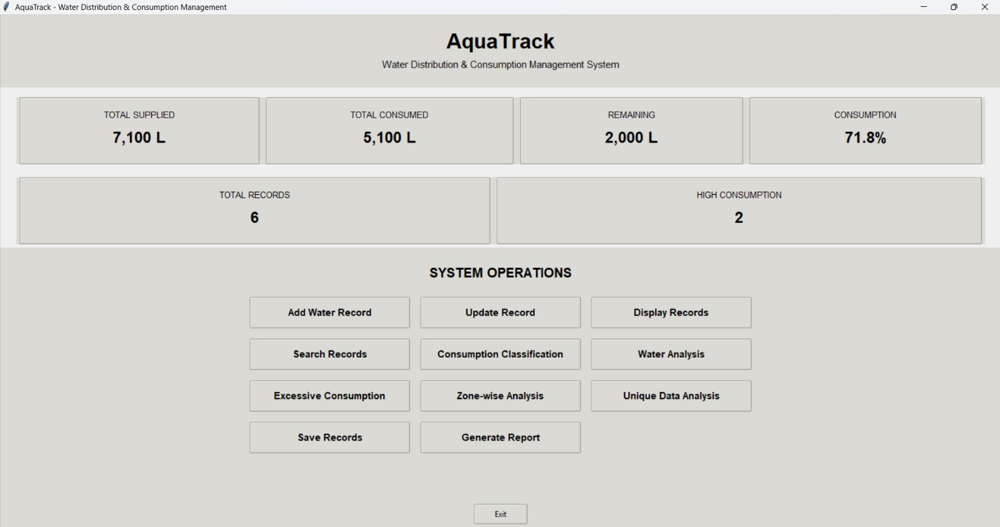 AquaTrack - Water Distribution & Consumption Management
AquaTrack
Water Distribution & Consumption Management System
TOTAL SUPPLIED
7,100 L
TOTAL CONSUMED
5,100 L
REMAINING
2,000 L
CONSUMPTION
71.8%
TOTAL RECORDS
6
HIGH CONSUMPTION
2
SYSTEM OPERATIONS
Add Water Record
Update Record
Display Records
Search Records
Consumption Classification
Water Analysis
Excessive Consumption
Zone-wise Analysis
Unique Data Analysis
Save Records
Generate Report
Exit